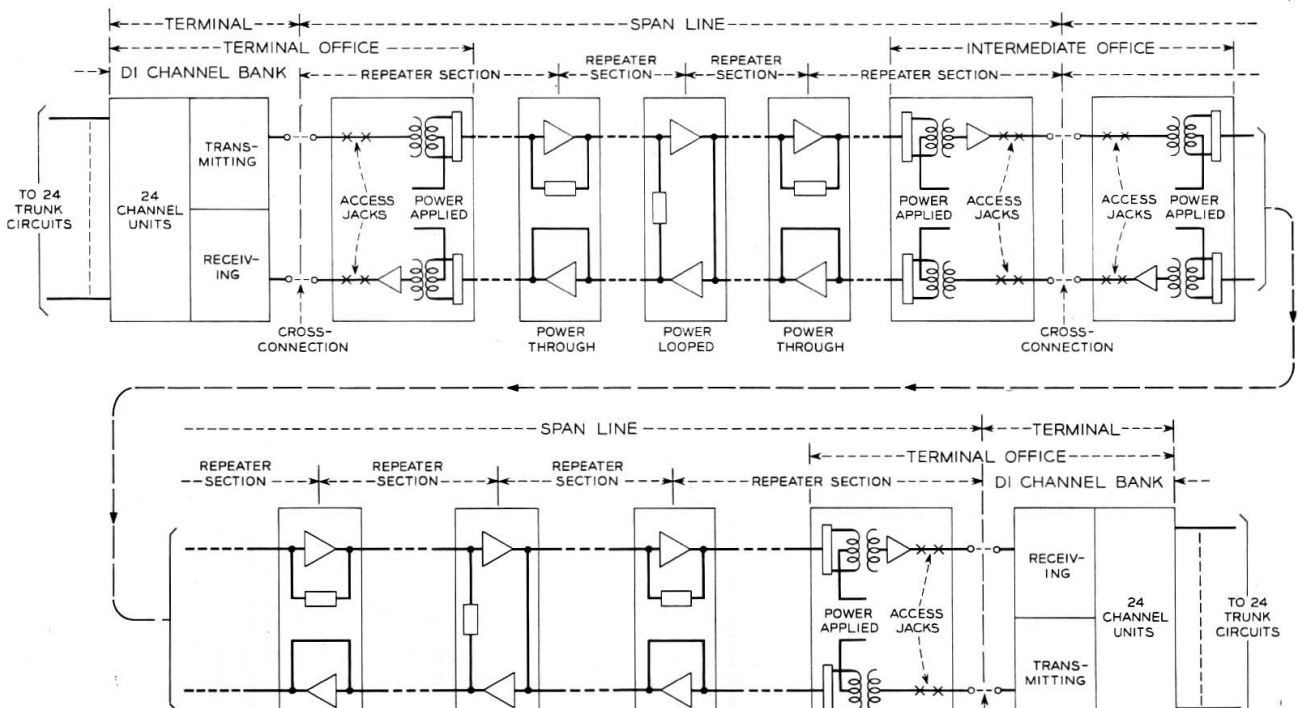 TERMINAL
SPAN LINE
TERMINAL OFFICE
INTERMEDIATE OFFICE
DI CHANNEL BANK
REPEATER SECTION
REPEATER
SECTION
REPEATER
SECTION
REPEATER SECTION
TO 24
TRUNK
CIRCUITS
24
CHANNEL
UNITS
TRANS-
MITTING
RECEIV-
ING
ACCESS
JACKS
POWER
APPLIED
POWER
APPLIED
ACCESS
JACKS
ACCESS
JACKS
POWER
APPLIED
CROSS-
CONNECTION
POWER
THROUGH
POWER
LOOPED
POWER
THROUGH
CROSS-
CONNECTION
SPAN LINE
TERMINAL
TERMINAL OFFICE
REPEATER
SECTION
REPEATER
SECTION
REPEATER
SECTION
REPEATER SECTION
DI CHANNEL BANK
POWER
APPLIED
ACCESS
JACKS
RECEIV-
ING
TRANS-
MITTING
24
CHANNEL
UNITS
TO 24
TRUNK
CIRCUITS